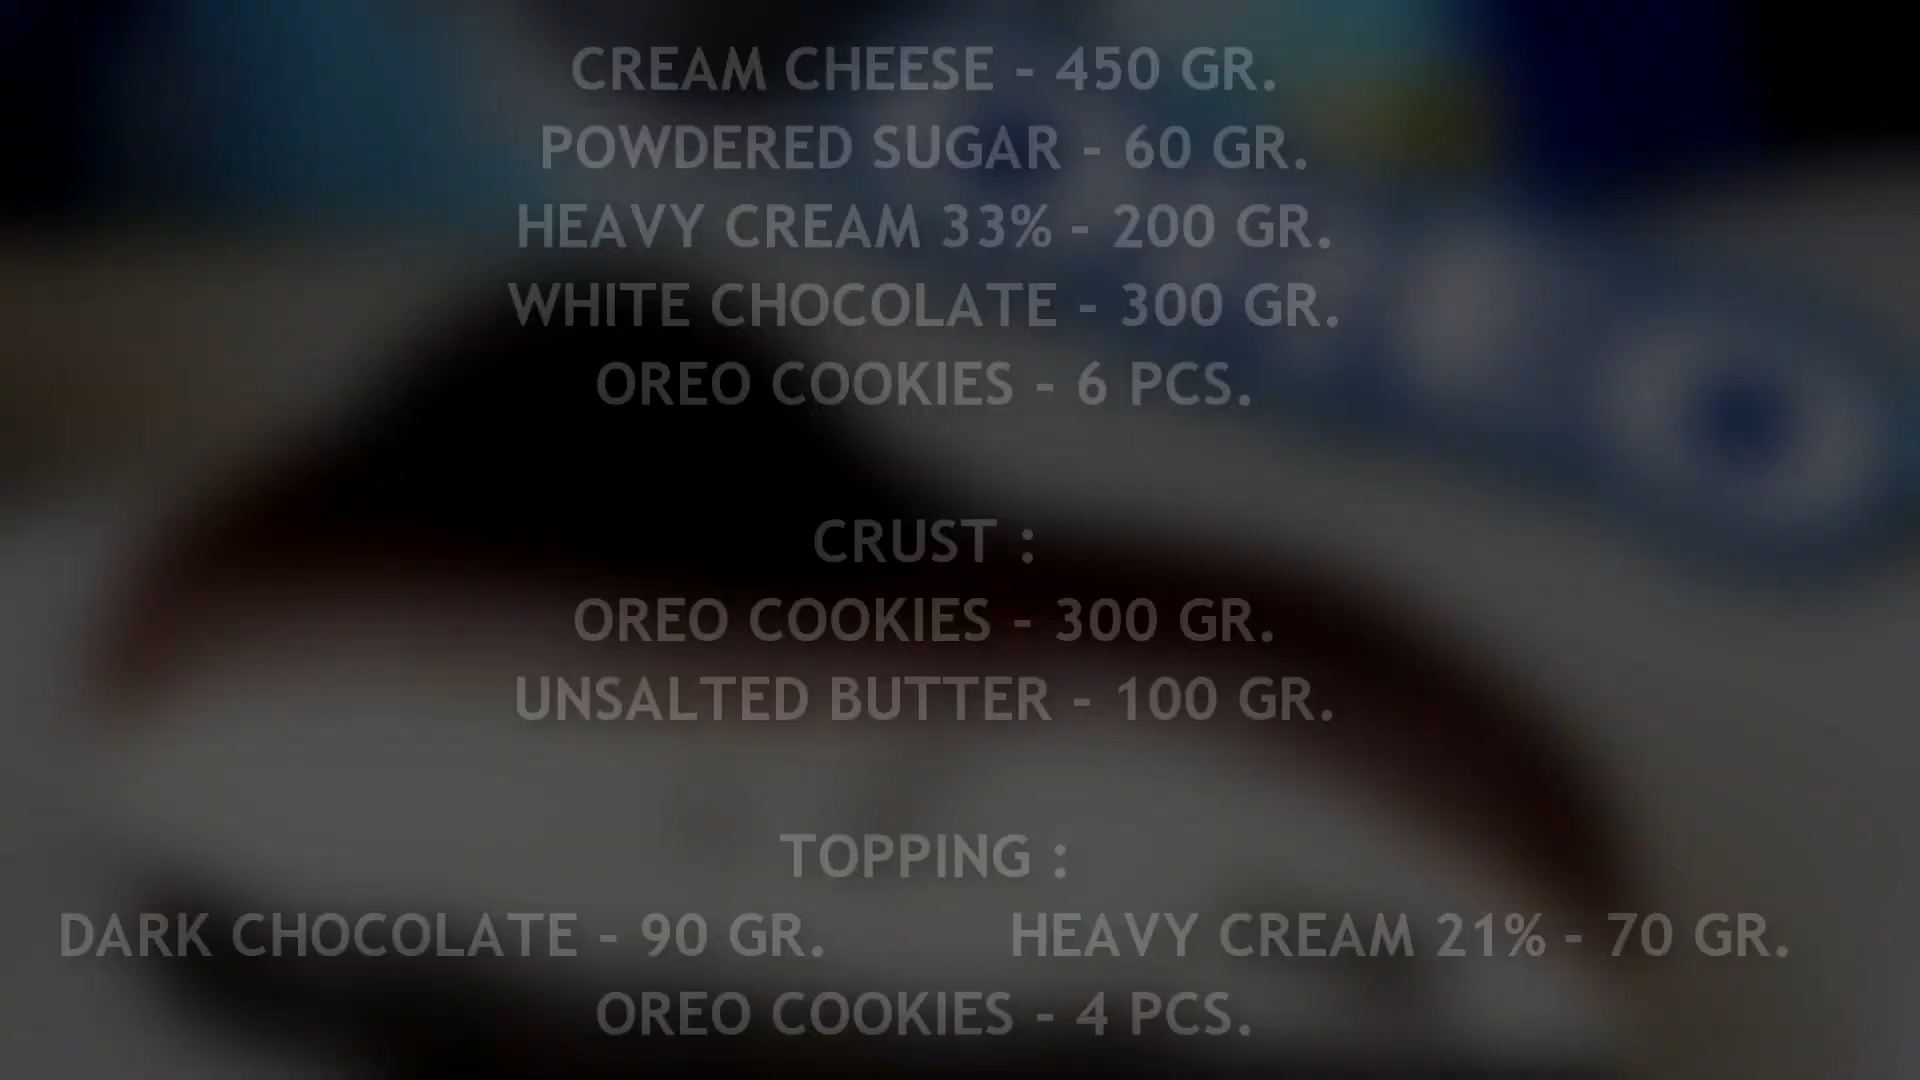 CREAM CHEESE - 450 GR.
POWDERED SUGAR - 60 GR.
HEAVY CREAM 33% - 200 GR.
WHITE CHOCOLATE - 300 GR.
OREO COOKIES - 6 PCS.
CRUST :
OREO COOKIES - 300 GR.
UNSALTED BUTTER - 100 GR.
TOPPING :
DARK CHOCOLATE - 90 GR. HEAVY CREAM 21% - 70 GR.
OREO COOKIES - 4 PCS.